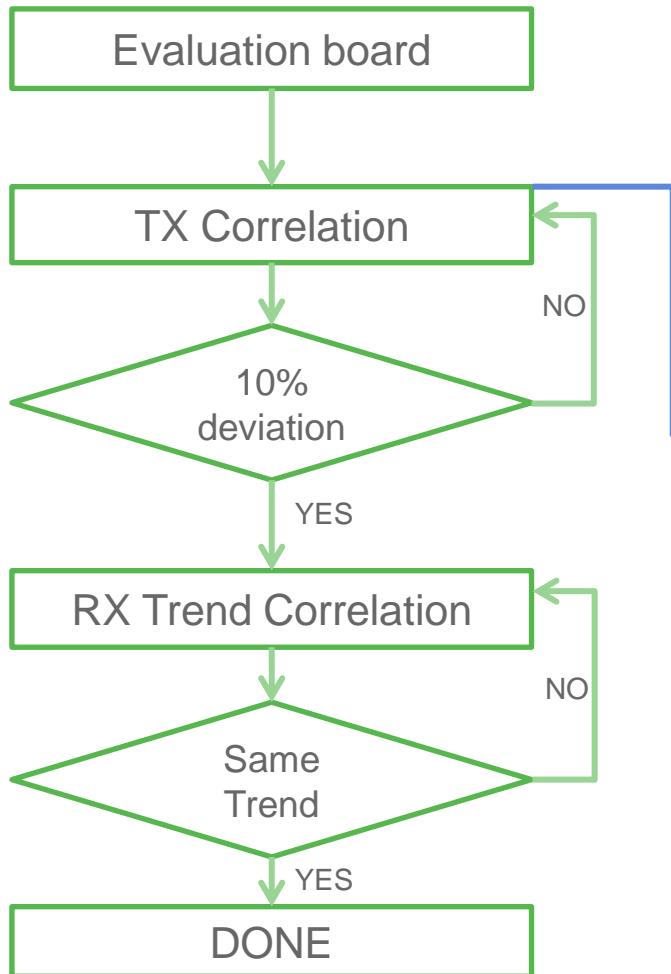 Evaluation board
TX Correlation
NO
10%
deviation
YES
RX Trend Correlation
NO
Same
Trend
YES
DONE